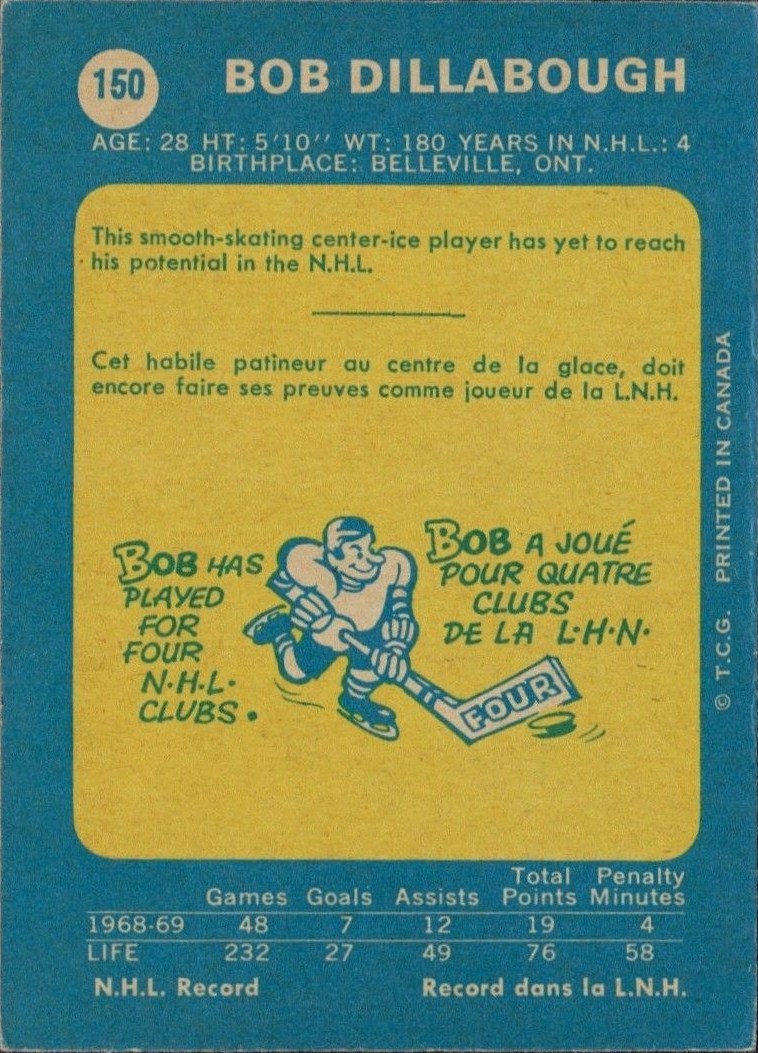 150
BOB DILLABOUGH
AGE: 28 HT: 5'10'' WT: 180 YEARS IN N.H.L.: 4
BIRTHPLACE: BELLEVILLE, ONT.
This smooth-skating center-ice player has yet to reach
his potential in the N.H.L.
Cet habile patineur au centre de la glace, doit
encore faire ses preuves comme joueur de la L.N.H.
BOB HAS
PLAYED
FOR
FOUR
N·H·L·
CLUBS.
BOB A JOUÉ
POUR QUATRE
CLUBS
DE LA L·H·N·
FOUR
© T.C.G. PRINTED IN CANADA
Total Penalty
Games Goals Assists Points Minutes
1968-69 48 7 12 19 4
LIFE 232 27 49 76 58
N.H.L. Record Record dans la L.N.H.